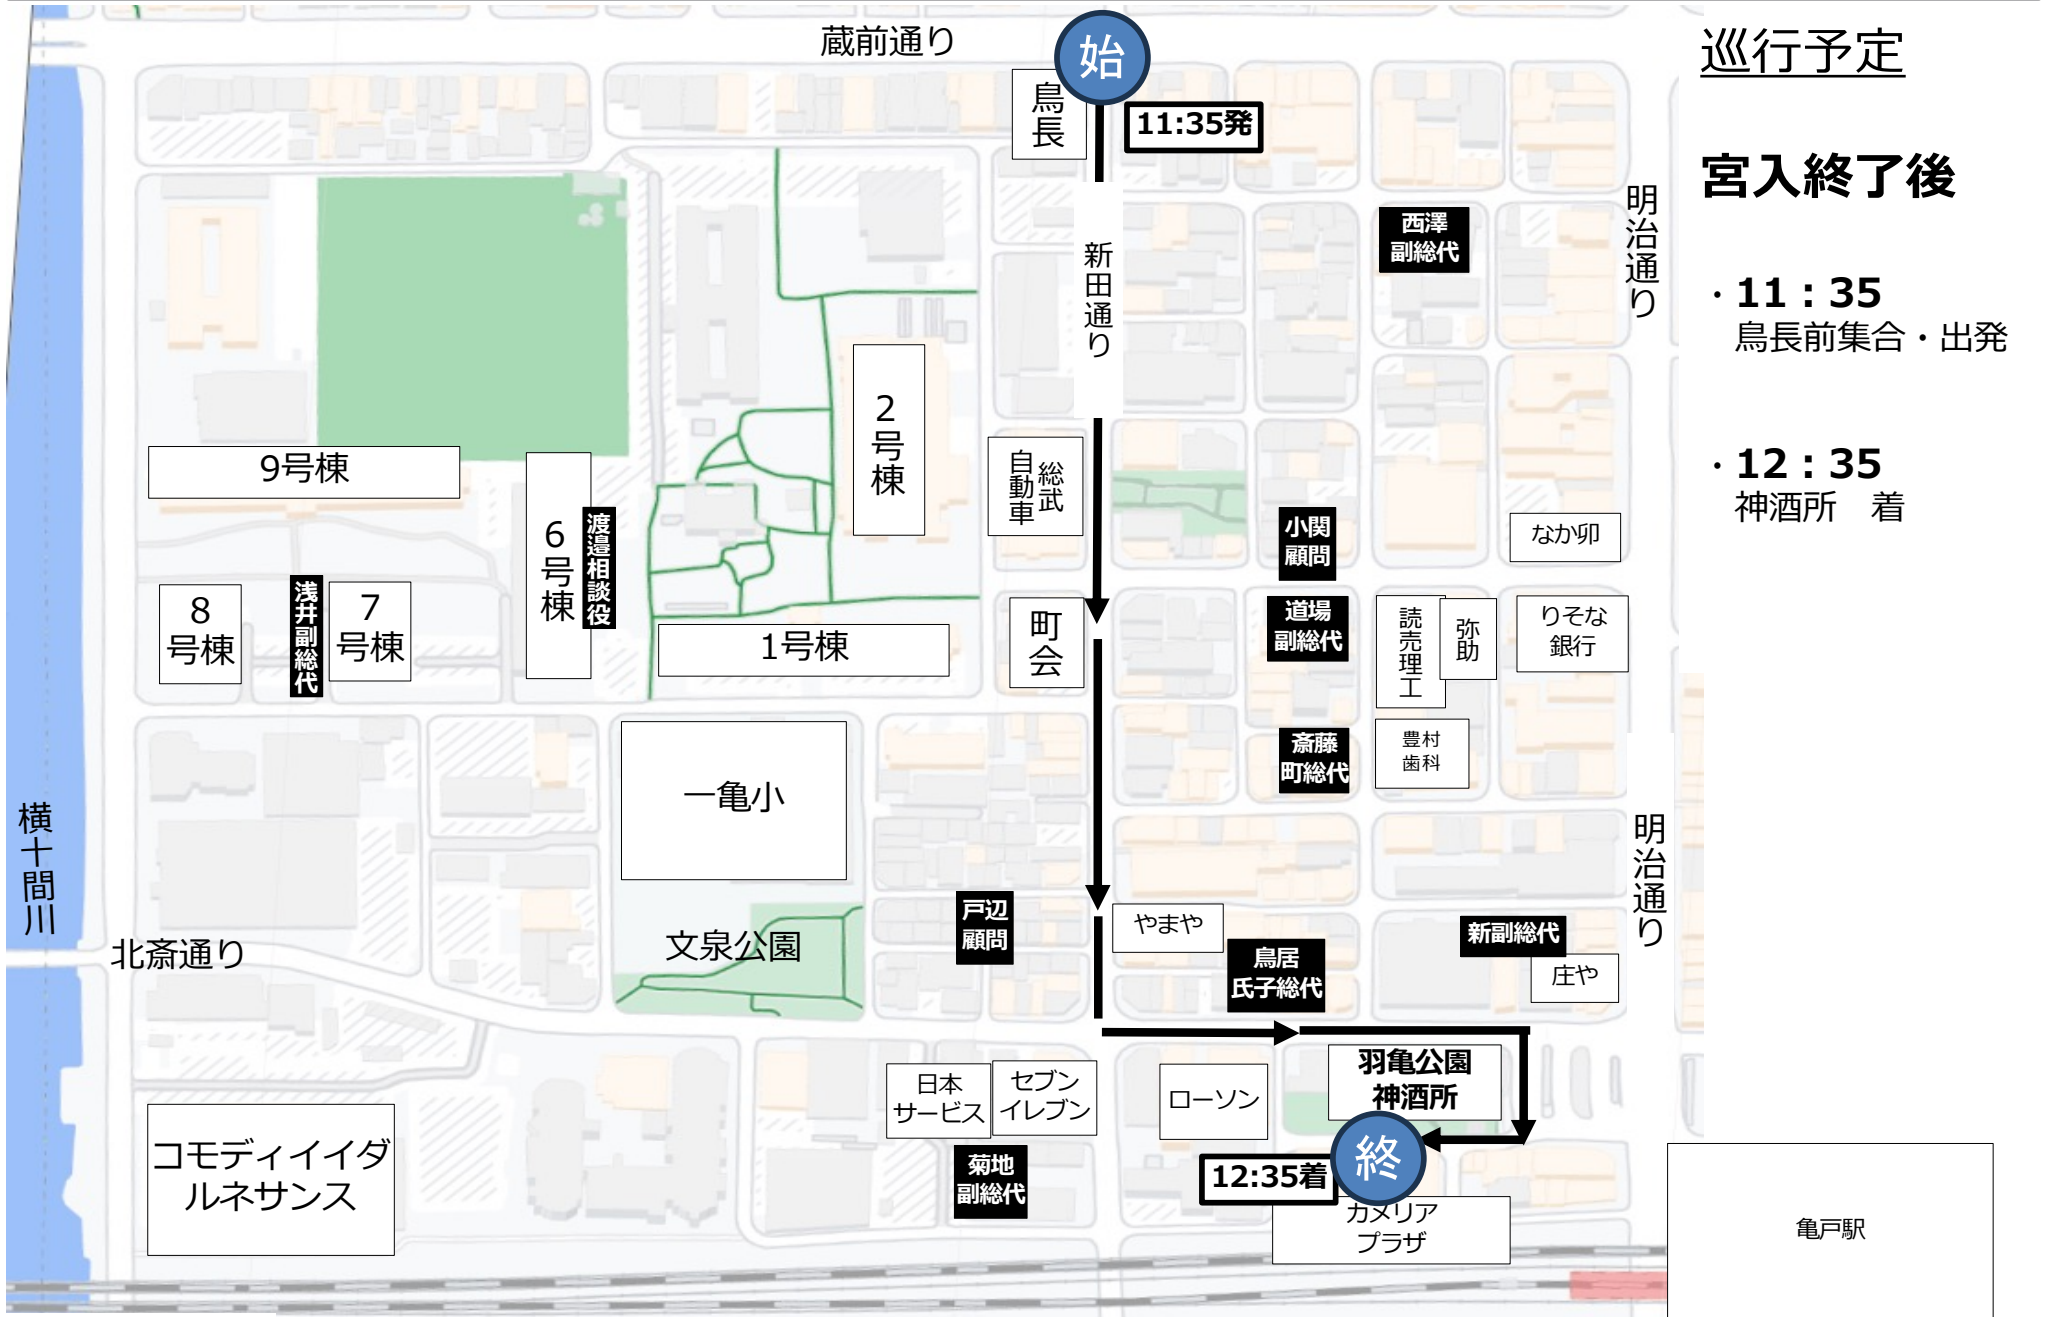 蔵前通り
始
鳥長
11:35発
巡行予定
宮入終了後
・11：35
鳥長前集合・出発
・12：35
神酒所　着
新田通り
西澤
副総代
明治通り
2号棟
9号棟
6号棟
渡邉相談役
総武
自動車
小関
顧問
なか卯
8
号棟
浅井副総代
7
号棟
1号棟
町会
道場
副総代
読売理工
弥助
りそな
銀行
一亀小
斎藤
町総代
豊村
歯科
横十間川
明治通り
北斎通り
文泉公園
戸辺
顧問
やまや
鳥居
氏子総代
新副総代
庄や
日本
サービス
セブン
イレブン
ローソン
羽亀公園
神酒所
コモディイイダ
ルネサンス
菊地
副総代
12:35着
終
カメリア
プラザ
亀戸駅